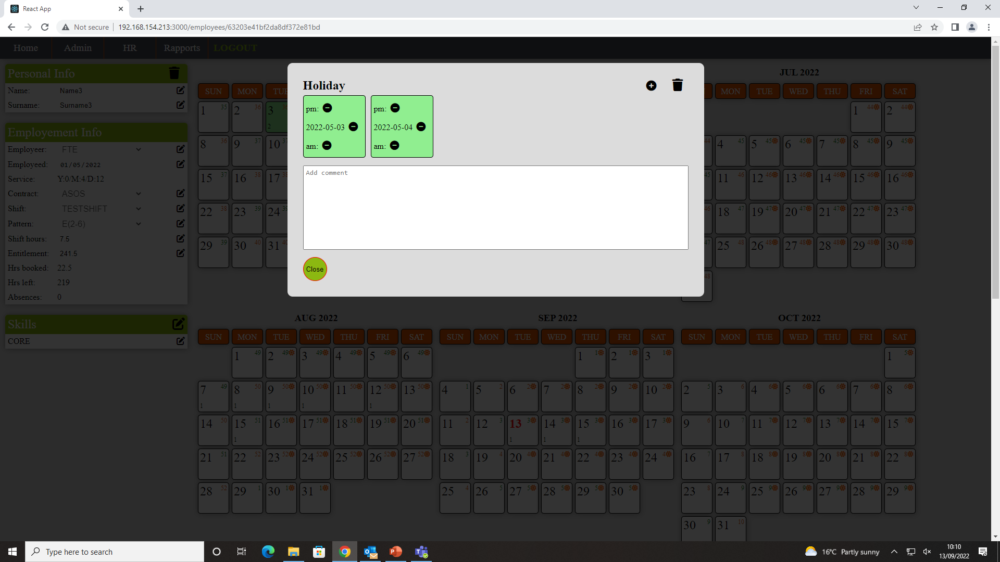 React App
Not secure 192.168.154.213:3000/employees/63203e41bf2da8df372e81bd
Home Admin HR Rapports LOGOUT
Personal Info
Name: Name3
Surname: Surname3
Employement Info
Employeer: FTE
Employeed: 01/05/2022
Service: Y:0/M:4/D:12
Contract: ASOS
Shift: TESTSHIFT
Pattern: E(2-6)
Shift hours: 7.5
Entitlement: 241.5
Hrs booked: 22.5
Hrs left: 219
Absences: 0
Skills
CORE
Holiday
pm: pm:
2022-05-03 2022-05-04
am: am:
Add comment
Close
SUN MON
1 35 2 36 3 2
8 36 9 37 10 37
15 37 16 38 17
22 38 23 39 24
29 39 30 40 31
JUL 2022
MON TUE WED THU FRI SAT
1 44 2 44
44 4 45 5 45 6 45 7 45 8 45 9 45
45 11 46 12 46 13 46 14 46 15 46 16 46
46 18 47 19 47 20 47 21 47 22 47 23 47
47 25 48 26 48 27 48 28 48 29 48 30 48
48
AUG 2022
SUN MON TUE WED THU FRI SAT
1 49 2 49 3 49 4 49 5 49 6 49
7 49 8 50 9 50 10 50 11 50 12 50 13 50
1 1 1 1 1
14 50 15 51 16 51 17 51 18 51 19 51 20 51
1
21 51 22 52 23 52 24 52 25 52 26 52 27 52
28 52 29 1 30 1 31 1
SEP 2022
SUN MON TUE WED THU FRI SAT
1 1 2 1 3 1
4 1 5 2 6 2 7 2 8 2 9 2 10 2
11 2 12 3 13 3 14 3 15 3 16 3 17 3
1 1 1
18 3 19 4 20 4 21 4 22 4 23 4 24 4
25 4 26 5 27 5 28 5 29 5 30 5
OCT 2022
SUN MON TUE WED THU FRI SAT
1 5
2 5 3 6 4 6 5 6 6 6 7 6 8 6
9 6 10 7 11 7 12 7 13 7 14 7 15 7
16 7 17 8 18 8 19 8 20 8 21 8 22 8
23 8 24 9 25 9 26 9 27 9 28 9 29 9
30 9 31 10
Type here to search
16°C Partly sunny
10:10
13/09/2022